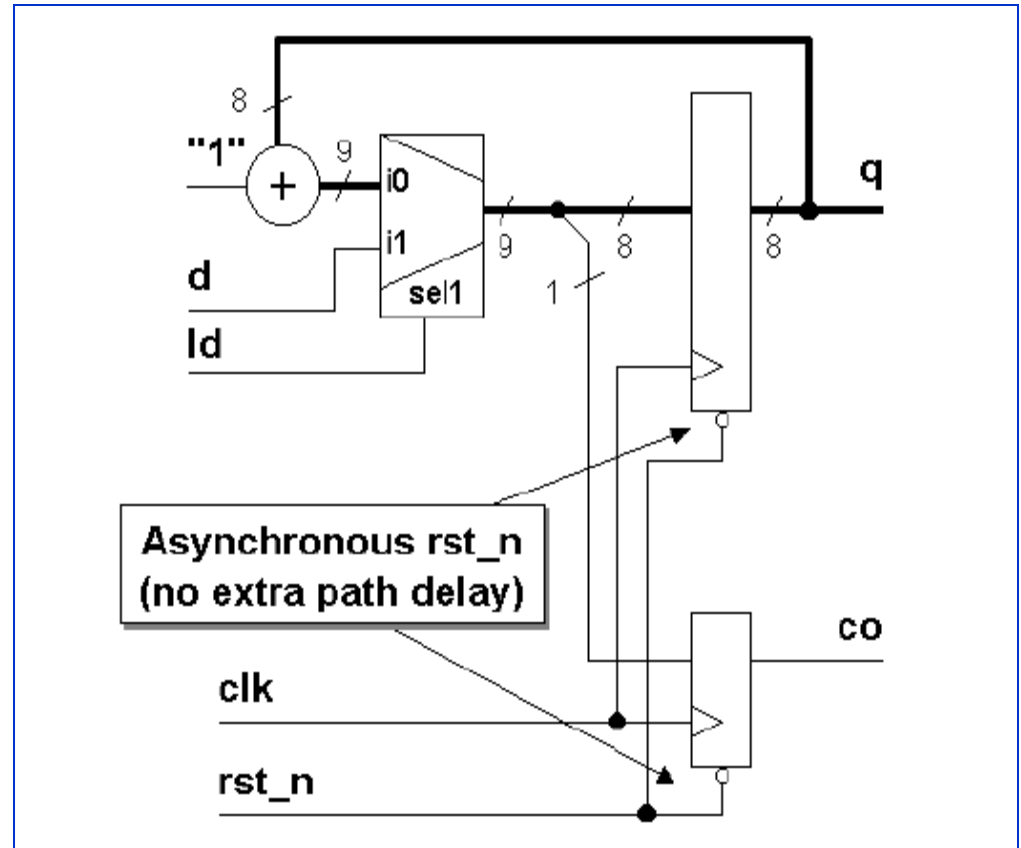 8
"1"
9
+
i0
q
i1
9
8
8
d
sel1
1
ld
Asynchronous rst_n
(no extra path delay)
co
clk
rst_n